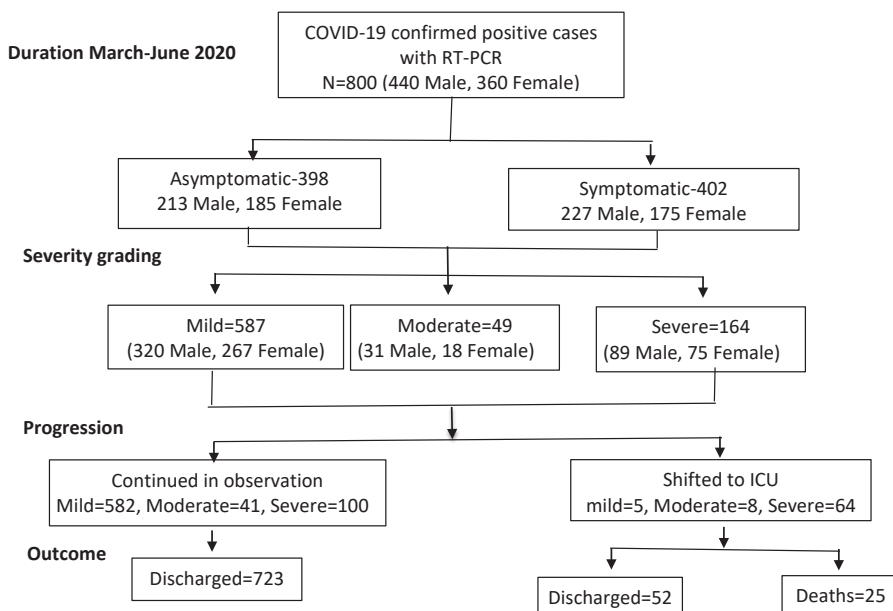 Duration March-June 2020
COVID-19 confirmed positive cases
with RT-PCR
N=800 (440 Male, 360 Female)
Asymptomatic-398
213 Male, 185 Female
Symptomatic-402
227 Male, 175 Female
Severity grading
Mild=587
(320 Male, 267 Female)
Moderate=49
(31 Male, 18 Female)
Severe=164
(89 Male, 75 Female)
Progression
Continued in observation
Mild=582, Moderate=41, Severe=100
Shifted to ICU
mild=5, Moderate=8, Severe=64
Outcome
Discharged=723
Discharged=52
Deaths=25